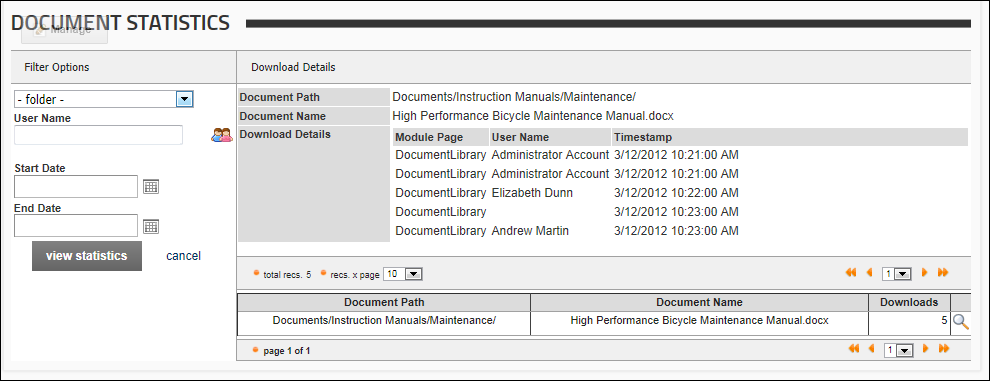 DOCUMENT STATISTICS
Manage
Filter Options
Download Details
- folder -
User Name
Start Date
End Date
view statistics cancel
Document Path Documents/Instruction Manuals/Maintenance/
Document Name High Performance Bicycle Maintenance Manual.docx
Download Details
Module Page User Name Timestamp
DocumentLibrary Administrator Account 3/12/2012 10:21:00 AM
DocumentLibrary Administrator Account 3/12/2012 10:21:00 AM
DocumentLibrary Elizabeth Dunn 3/12/2012 10:22:00 AM
DocumentLibrary 3/12/2012 10:23:00 AM
DocumentLibrary Andrew Martin 3/12/2012 10:23:00 AM
total recs. 5 recs. x page 10 1
Document Path Document Name Downloads
Documents/Instruction Manuals/Maintenance/ High Performance Bicycle Maintenance Manual.docx 5
page 1 of 1 1